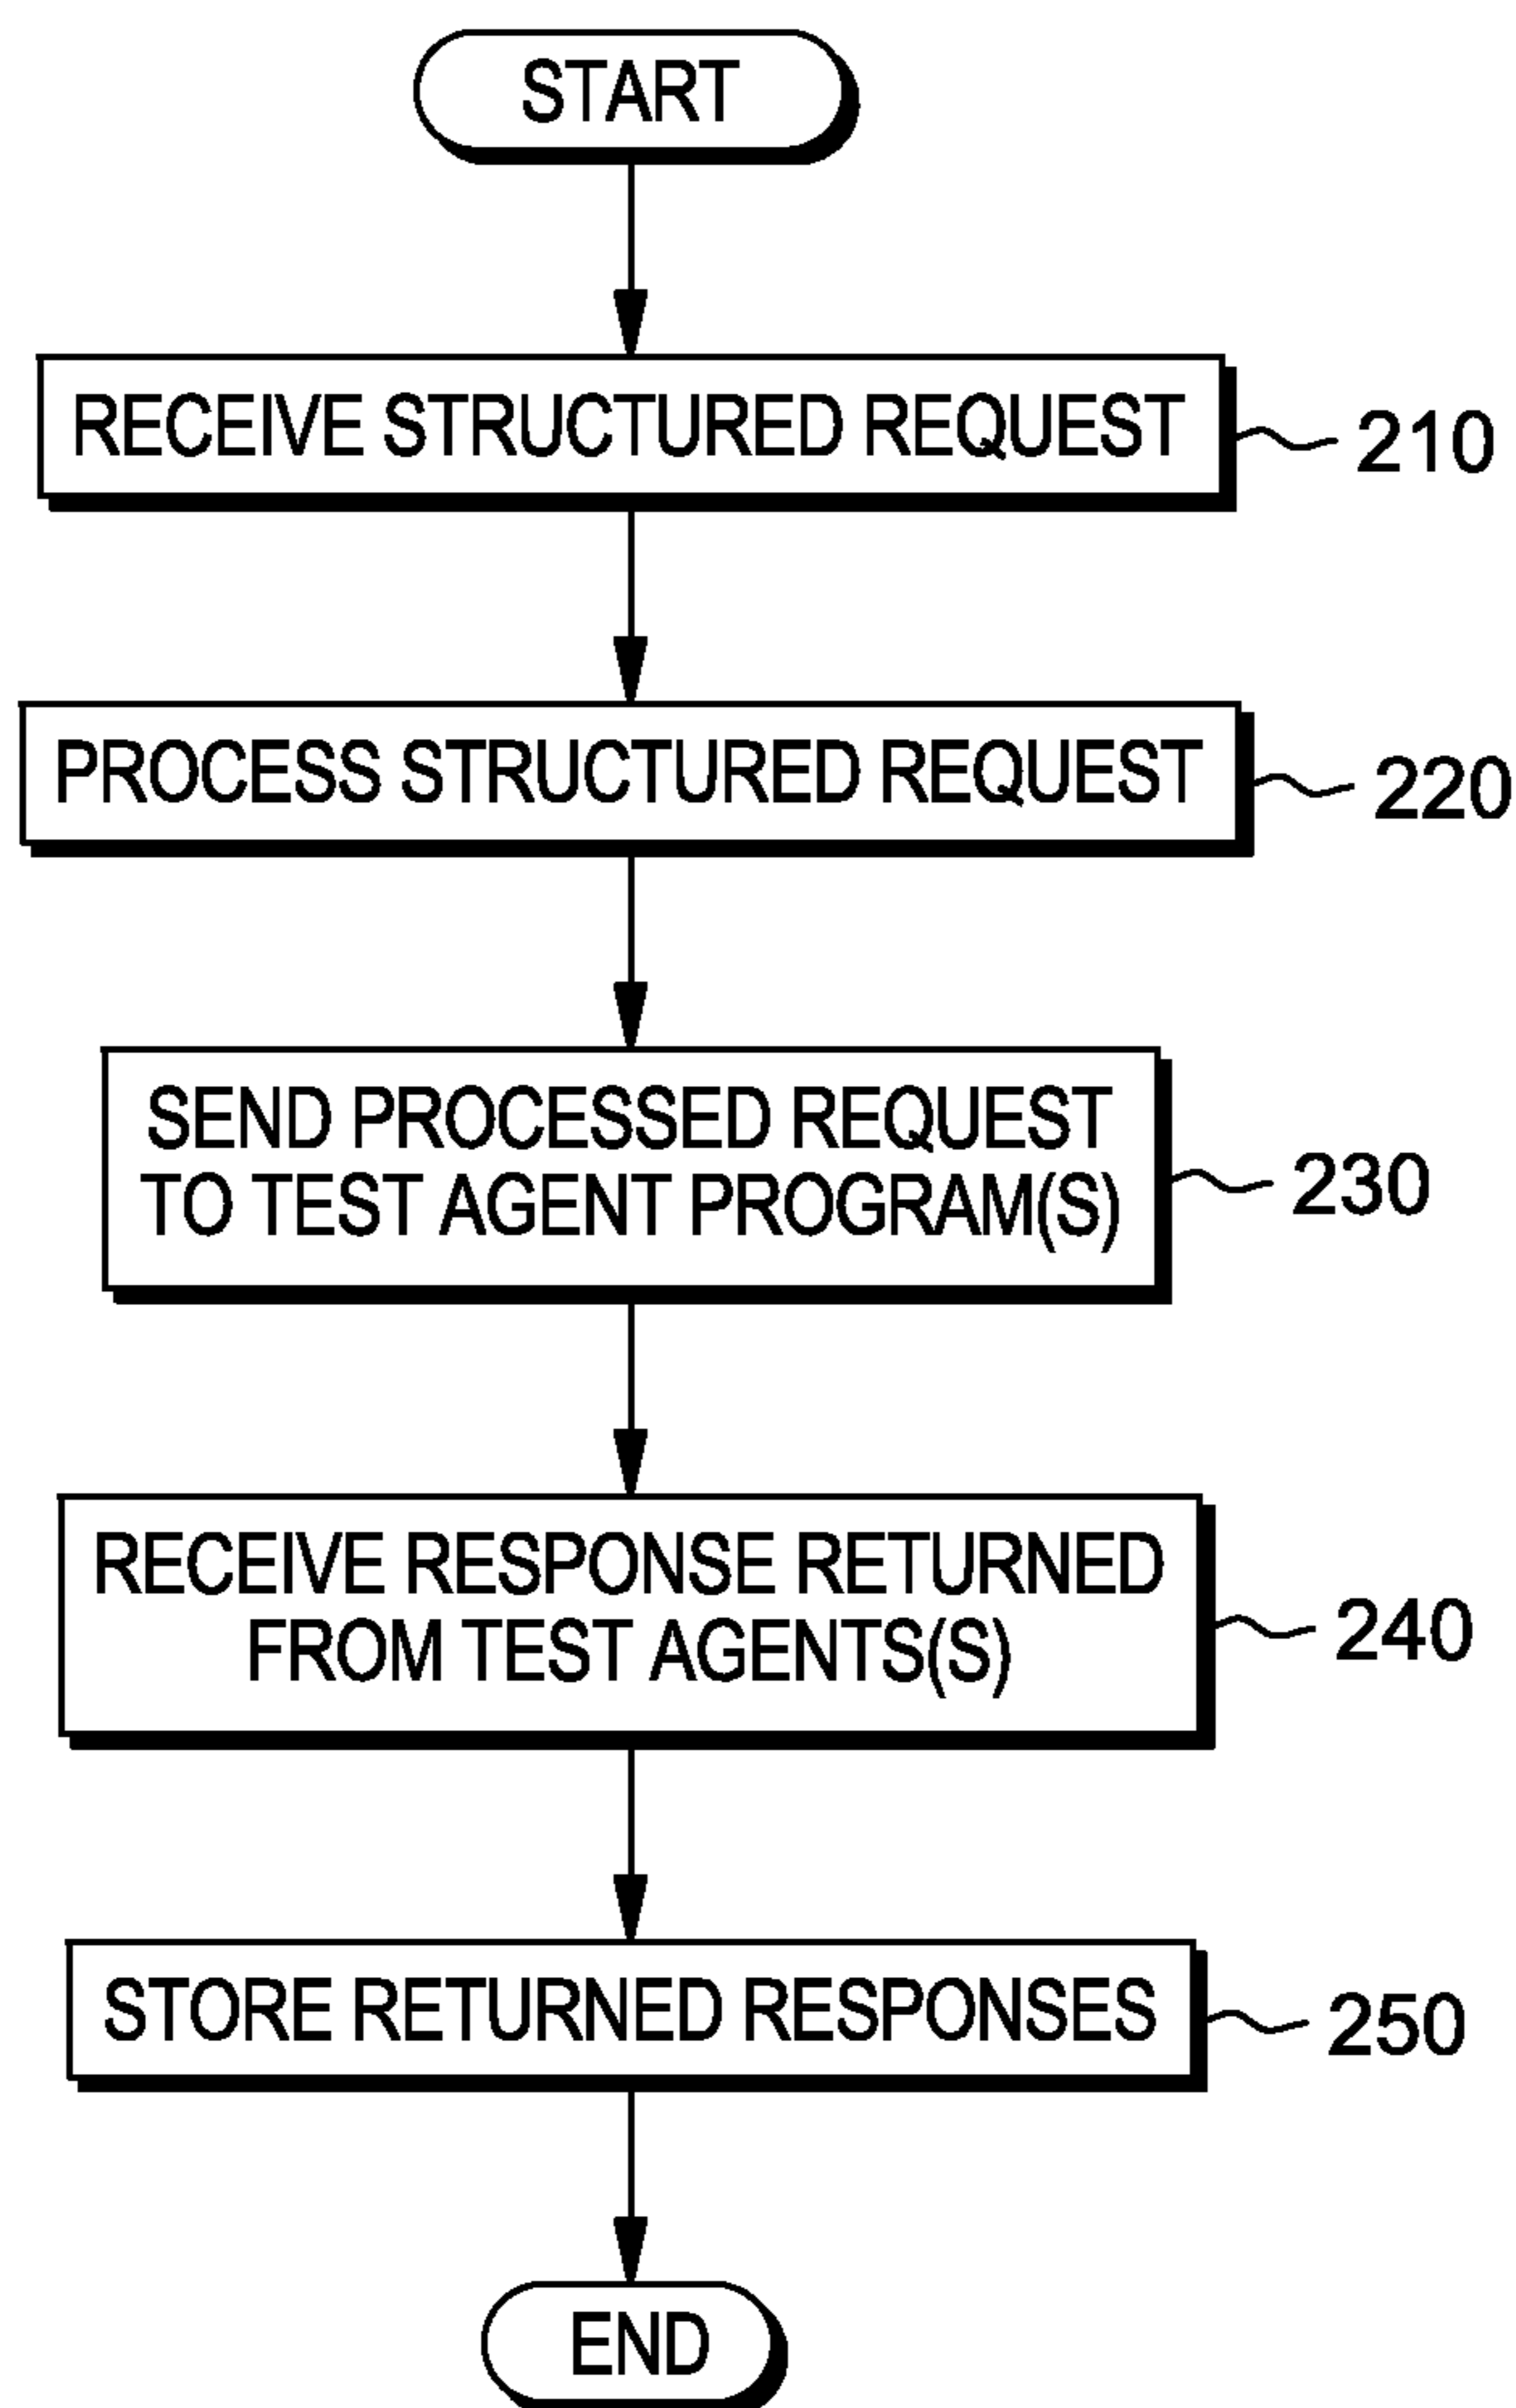 START
RECEIVE STRUCTURED REQUEST
210
PROCESS STRUCTURED REQUEST
220
SEND PROCESSED REQUEST
TO TEST AGENT PROGRAM(S)
230
RECEIVE RESPONSE RETURNED
FROM TEST AGENTS(S)
240
STORE RETURNED RESPONSES
250
END